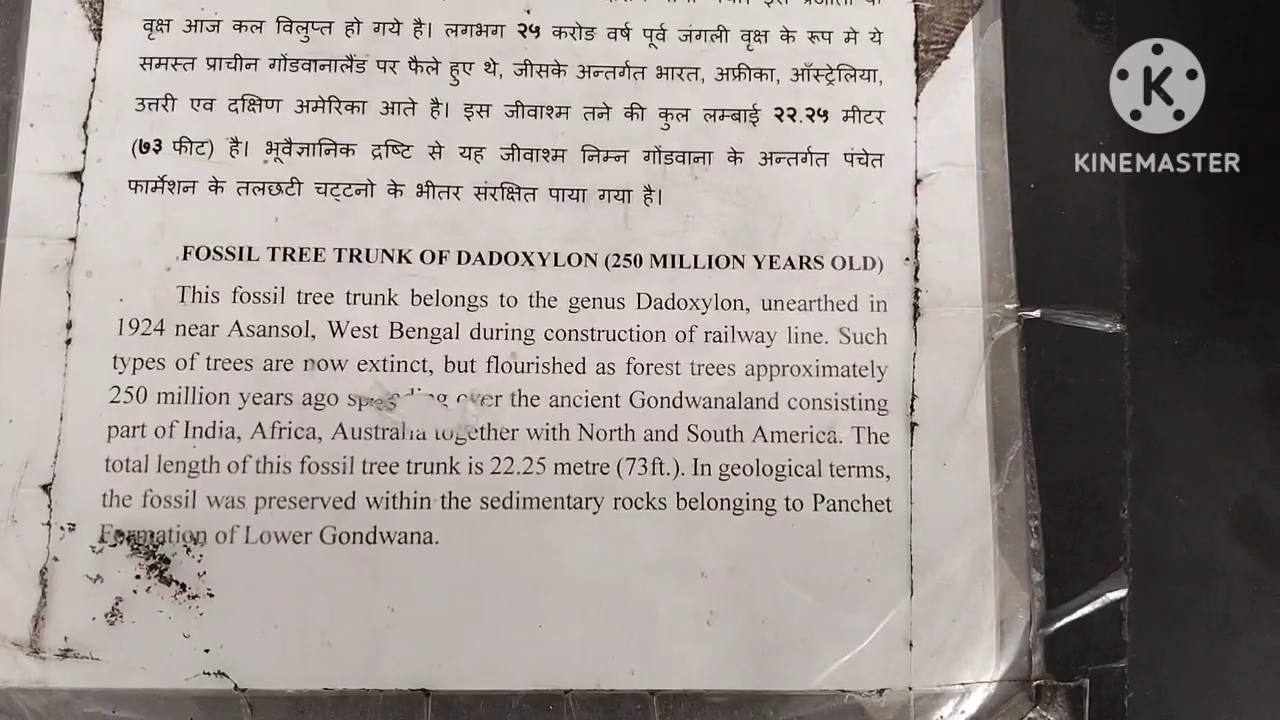 वृक्ष आज कल विलुप्त हो गये है। लगभग २५ करोड वर्ष पूर्व जंगली वृक्ष के रूप मे ये
समस्त प्राचीन गोंडवानालैंड पर फैले हुए थे, जीसके अन्तर्गत भारत, अफ्रीका, ऑंस्ट्रेलिया,
उत्तरी एव दक्षिण अमेरिका आते है। इस जीवाश्म तने की कुल लम्बाई २२.२५ मीटर
(७३ फीट) है। भूवैज्ञानिक द्रष्टि से यह जीवाश्म निम्न गोंडवाना के अन्तर्गत पंचेत
फार्मेशन के तलछटी चट्टनो के भीतर संरक्षित पाया गया है।
FOSSIL TREE TRUNK OF DADOXYLON (250 MILLION YEARS OLD)
This fossil tree trunk belongs to the genus Dadoxylon, unearthed in
1924 near Asansol, West Bengal during construction of railway line. Such
types of trees are now extinct, but flourished as forest trees approximately
250 million years ago over the ancient Gondwanaland consisting
part of India, Africa, Australia together with North and South America. The
total length of this fossil tree trunk is 22.25 metre (73ft.). In geological terms,
the fossil was preserved within the sedimentary rocks belonging to Panchet
Formation of Lower Gondwana.
K
KINEMASTER